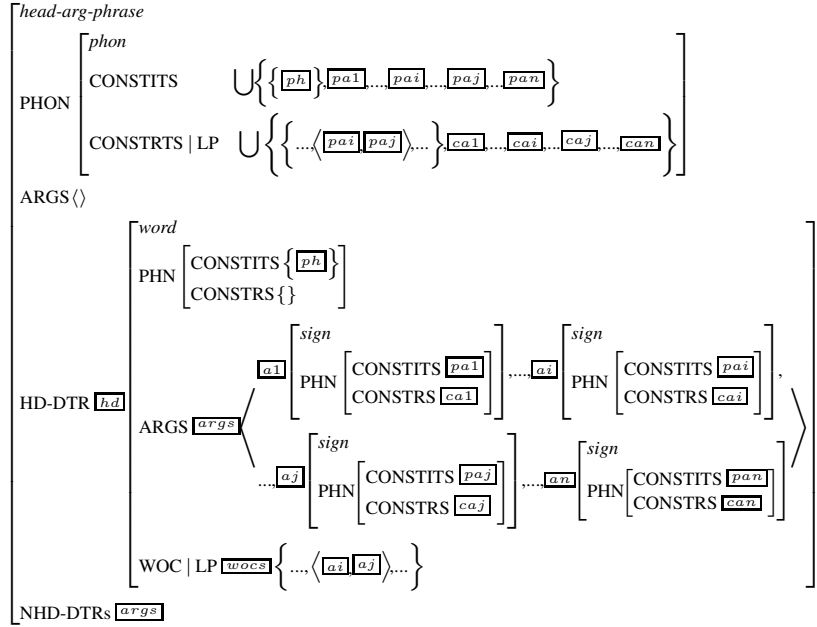 head-arg-phrase
PHON
phon
CONSTITS ⋃{{ph},pa1,...,pai,...,paj,...pan}
CONSTRTS | LP ⋃{{...,⟨pai,paj⟩,...},ca1,...,cai,...caj,...,can}
ARGS ⟨⟩
HD-DTR hd
word
PHN
CONSTITS {ph}
CONSTRS {}
ARGS args
a1
sign
PHN
CONSTITS pa1
CONSTRS ca1
,...,ai
sign
PHN
CONSTITS pai
CONSTRS cai
,
...,aj
sign
PHN
CONSTITS paj
CONSTRS caj
,...,an
sign
PHN
CONSTITS pan
CONSTRS can
WOC | LP wocs {...,⟨ai,aj⟩,...}
NHD-DTRs args